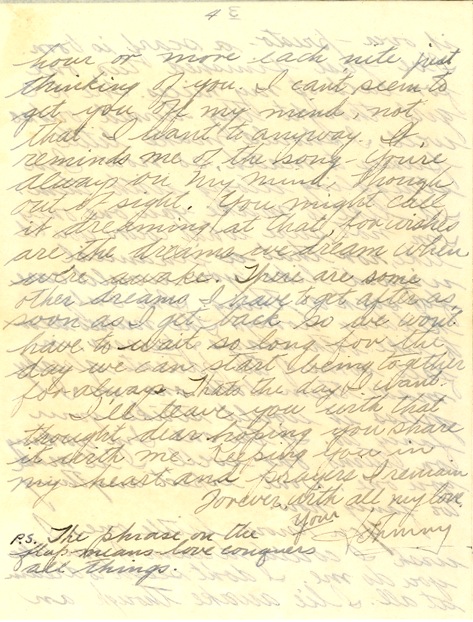 4 3
hour or more each nite just
thinking of you. I can't seem to
get you off my mind, not
that I want to anyway. It
reminds me of the song - You're
always on my mind, though
out of sight. You might call
it dreaming at that, for wishes
are the dreams we dream when
we're awake. There are some
other dreams I have to get after as
soon as I get back so we won't
have to wait so long for the
day we can start being together
for always. Thats the day I want.
I'll leave you with that
thought dear hoping you share
it with me. Keeping you in
my heart and prayers I remain
Forever, with all my love,
Your
Johnny
P.S. The phrase on the
flap means love conquers
all things.